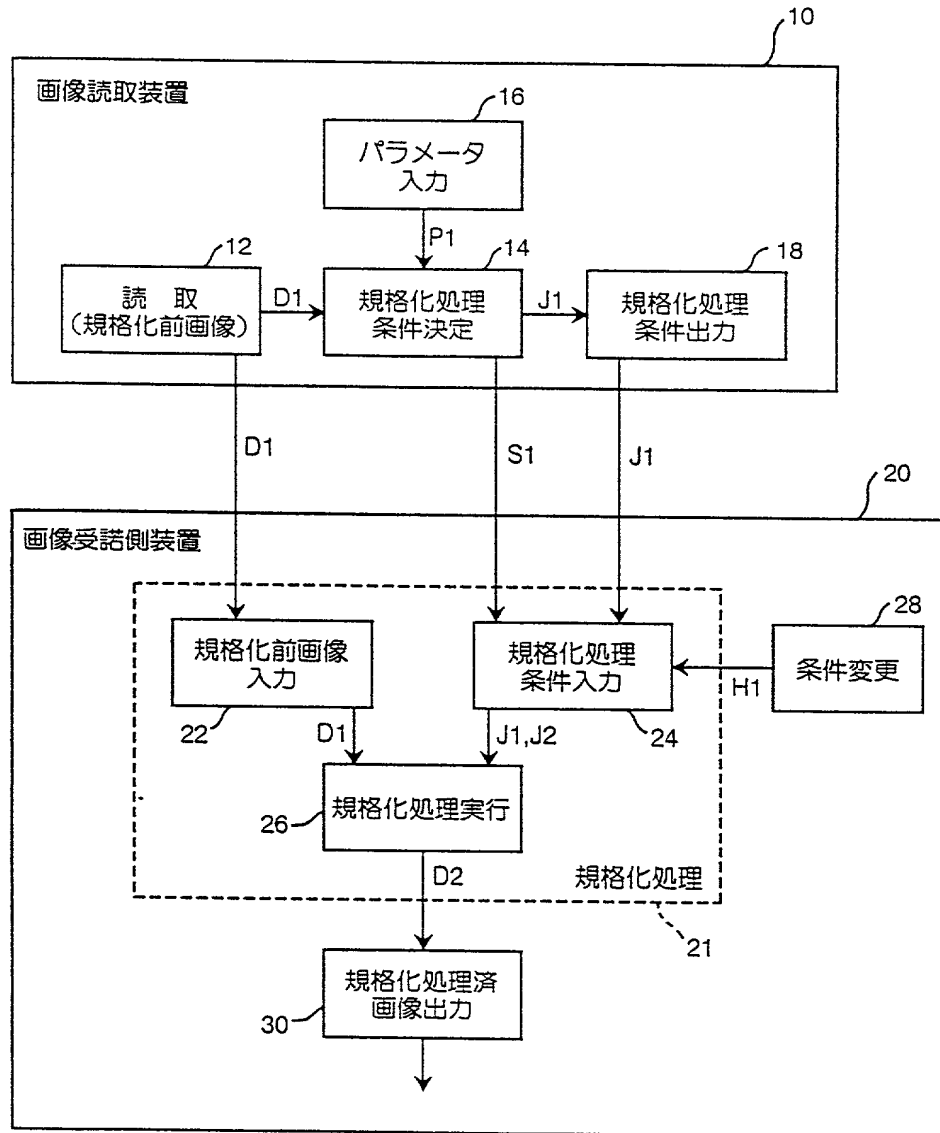 10
画像読取装置
16
パラメータ
入力
P1
12
14
18
読 取
(規格化前画像)
D1
規格化処理
条件決定
J1
規格化処理
条件出力
D1
S1
J1
20
画像受諾側装置
28
規格化前画像
入力
規格化処理
条件入力
H1
条件変更
22
24
D1
J1,J2
26
規格化処理実行
D2
規格化処理
21
規格化処理済
画像出力
30